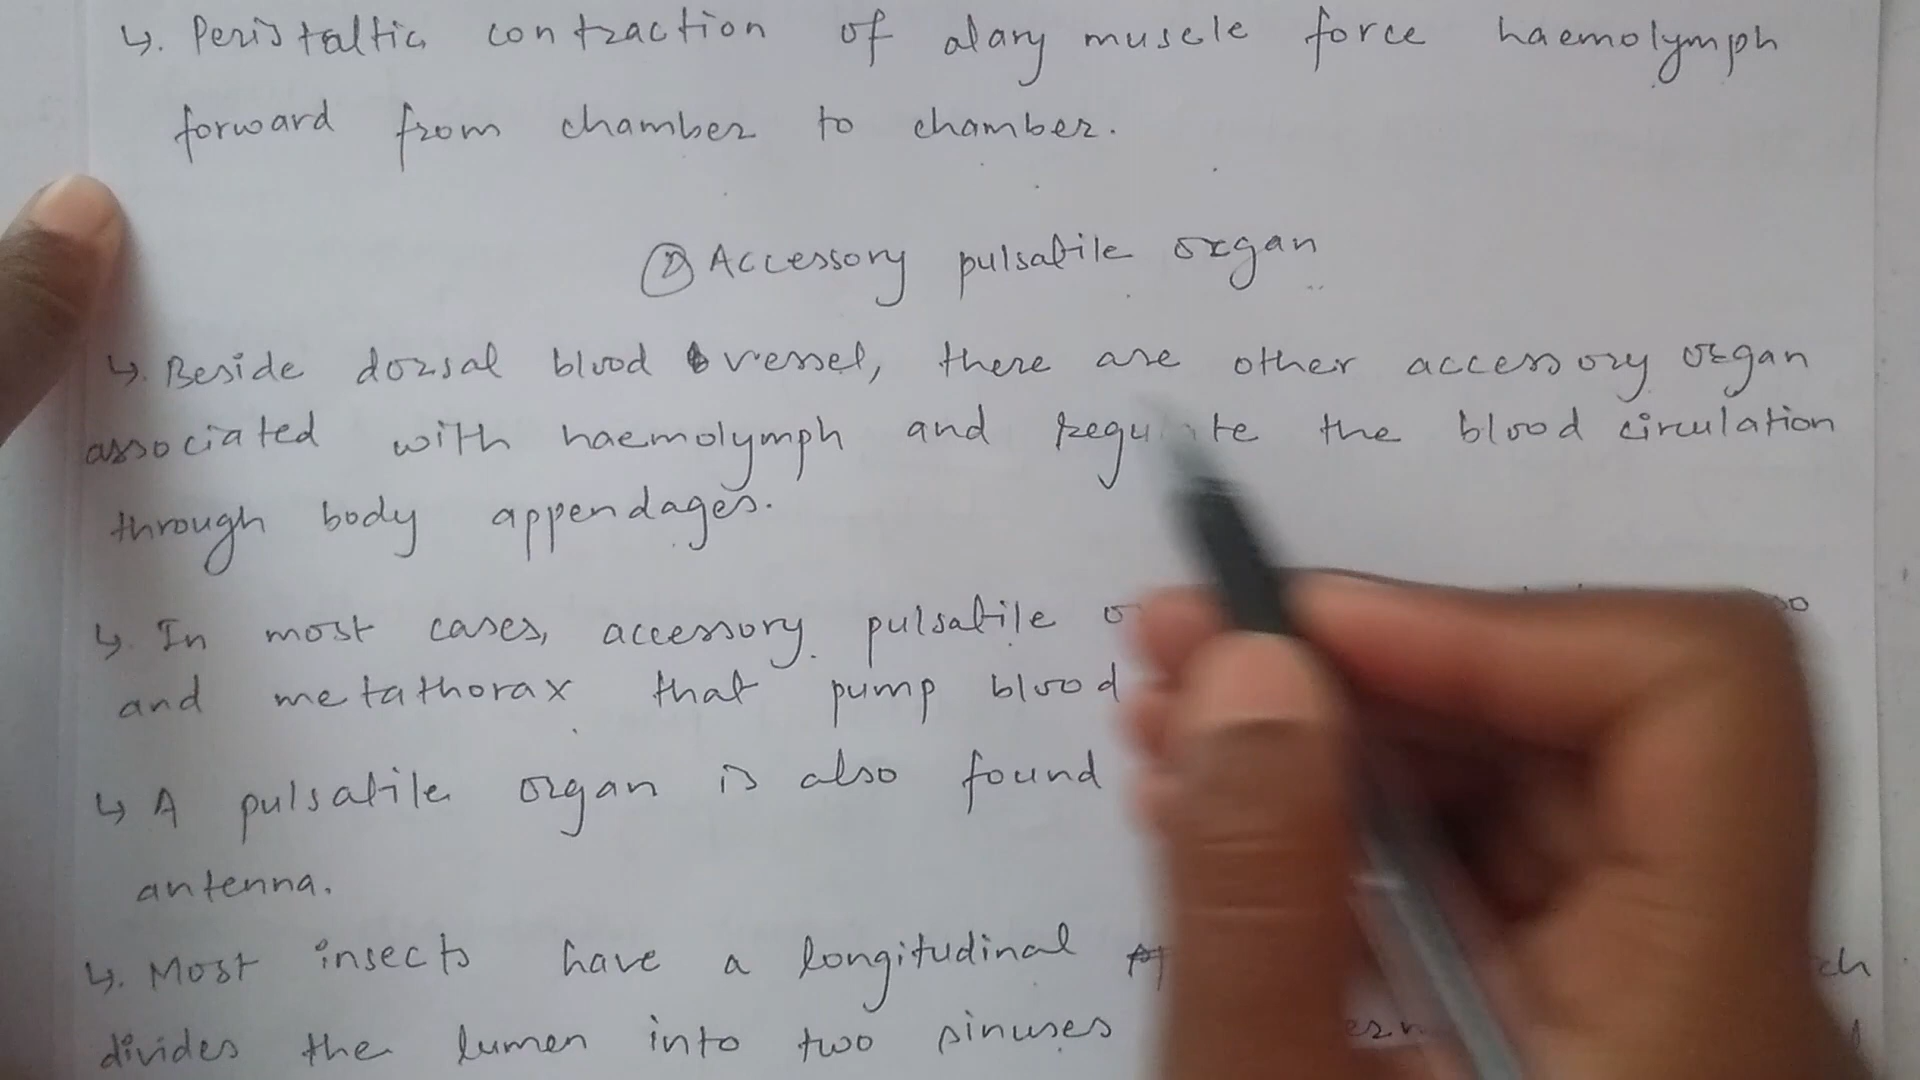 ↳. Peristaltic contraction of alary muscle force haemolymph
forward from chamber to chamber.
② Accessory pulsatile organ
↳. Beside dorsal blood vessel, there are other accessory organ
associated with haemolymph and the blood circulation
through body appendages.
↳. In most cases, accessory pulsatile
and metathorax that pump blood
↳ A pulsatile organ is also found
antenna.
↳. Most insects have a longitudinal
divides the lumen into two sinuses